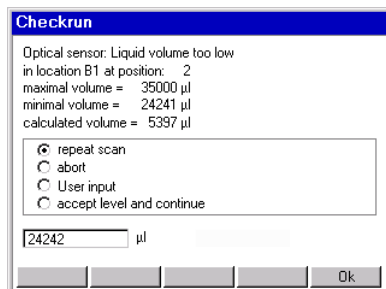 Checkrun
Optical sensor: Liquid volume too low
in location B1 at position: 2
maximal volume = 35000 µl
minimal volume = 24241 µl
calculated volume = 5397 µl
repeat scan
abort
User input
accept level and continue
24242 µl
Ok